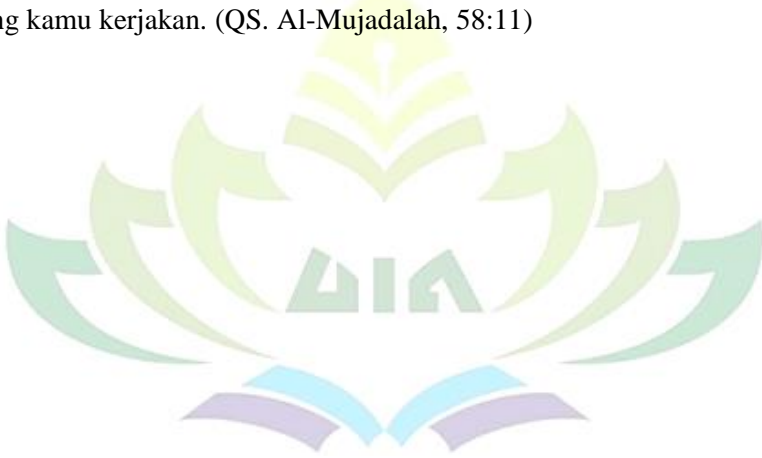 ng kamu kerjakan. (QS. Al-Mujadalah, 58:11)
UIN